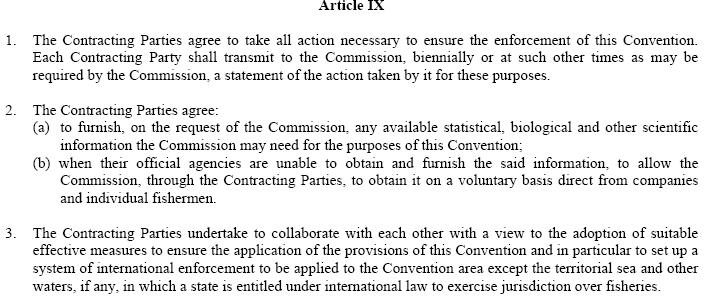 Article IX
1. The Contracting Parties agree to take all action necessary to ensure the enforcement of this Convention.
Each Contracting Party shall transmit to the Commission, biennially or at such other times as may be
required by the Commission, a statement of the action taken by it for these purposes.
2. The Contracting Parties agree:
(a) to furnish, on the request of the Commission, any available statistical, biological and other scientific
information the Commission may need for the purposes of this Convention;
(b) when their official agencies are unable to obtain and furnish the said information, to allow the
Commission, through the Contracting Parties, to obtain it on a voluntary basis direct from companies
and individual fishermen.
3. The Contracting Parties undertake to collaborate with each other with a view to the adoption of suitable
effective measures to ensure the application of the provisions of this Convention and in particular to set up a
system of international enforcement to be applied to the Convention area except the territorial sea and other
waters, if any, in which a state is entitled under international law to exercise jurisdiction over fisheries.